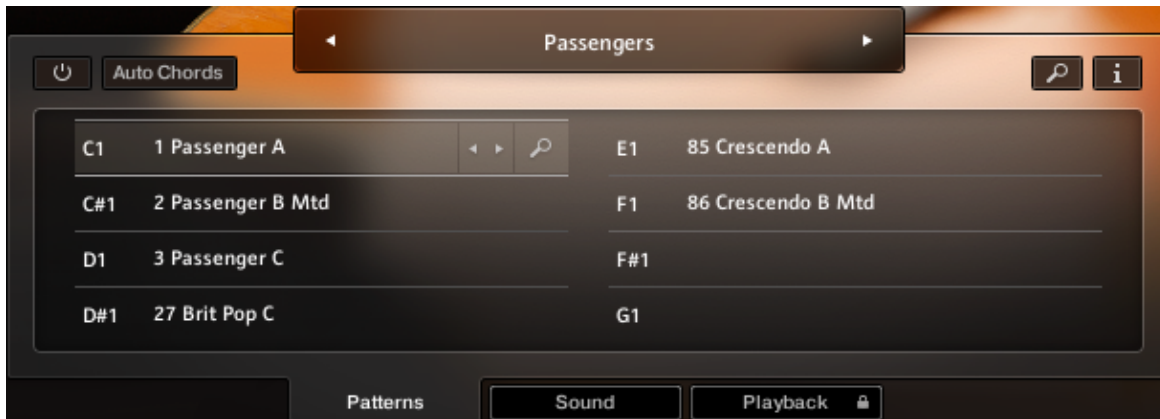 Passengers
Auto Chords
i
C1 1 Passenger A
C#1 2 Passenger B Mtd
D1 3 Passenger C
D#1 27 Brit Pop C
E1 85 Crescendo A
F1 86 Crescendo B Mtd
F#1
G1
Patterns Sound Playback